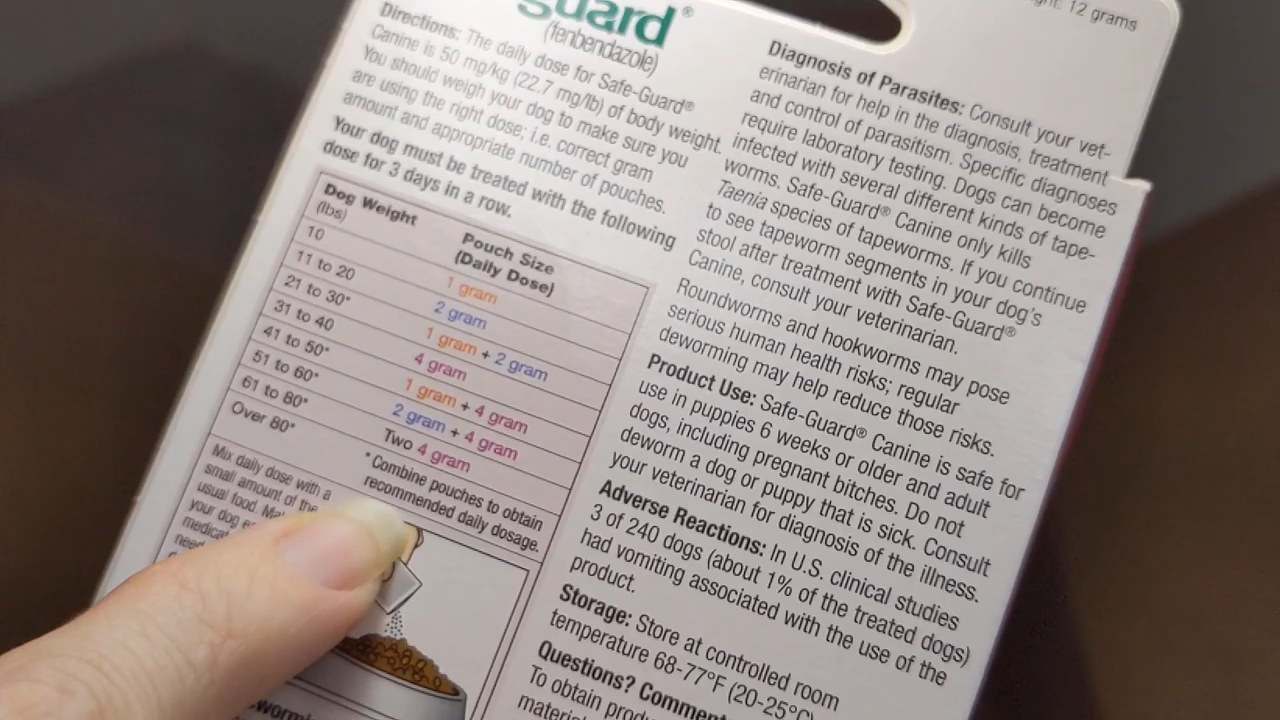 guard®
(fenbendazole)
Directions: The daily dose for Safe-Guard®
Canine is 50 mg/kg (22.7 mg/lb) of body weight.
You should weigh your dog to make sure you
are using the right dose; i.e. correct gram
amount and appropriate number of pouches.
Your dog must be treated with the following
dose for 3 days in a row.
Dog Weight
(lbs)
Pouch Size
(Daily Dose)
10
1 gram
11 to 20
2 gram
21 to 30*
1 gram + 2 gram
31 to 40
4 gram
41 to 50*
1 gram + 4 gram
51 to 60*
2 gram + 4 gram
61 to 80*
Two 4 gram
Over 80*
* Combine pouches to obtain
recommended daily dosage.
Mix daily dose with a
small amount of the
usual food.
your dog
12 grams
Diagnosis of Parasites: Consult your vet-
erinarian for help in the diagnosis, treatment
and control of parasitism. Specific diagnoses
require laboratory testing. Dogs can become
infected with several different kinds of tape-
worms. Safe-Guard® Canine only kills
Taenia species of tapeworms. If you continue
to see tapeworm segments in your dog's
stool after treatment with Safe-Guard®
Canine, consult your veterinarian.
Roundworms and hookworms may pose
serious human health risks; regular
deworming may help reduce those risks.
Product Use: Safe-Guard® Canine is safe for
use in puppies 6 weeks or older and adult
dogs, including pregnant bitches. Do not
deworm a dog or puppy that is sick. Consult
your veterinarian for diagnosis of the illness.
Adverse Reactions: In U.S. clinical studies
3 of 240 dogs (about 1% of the treated dogs)
had vomiting associated with the use of the
product.
Storage: Store at controlled room
temperature 68-77°F (20-25°C)
Questions?
To obtain